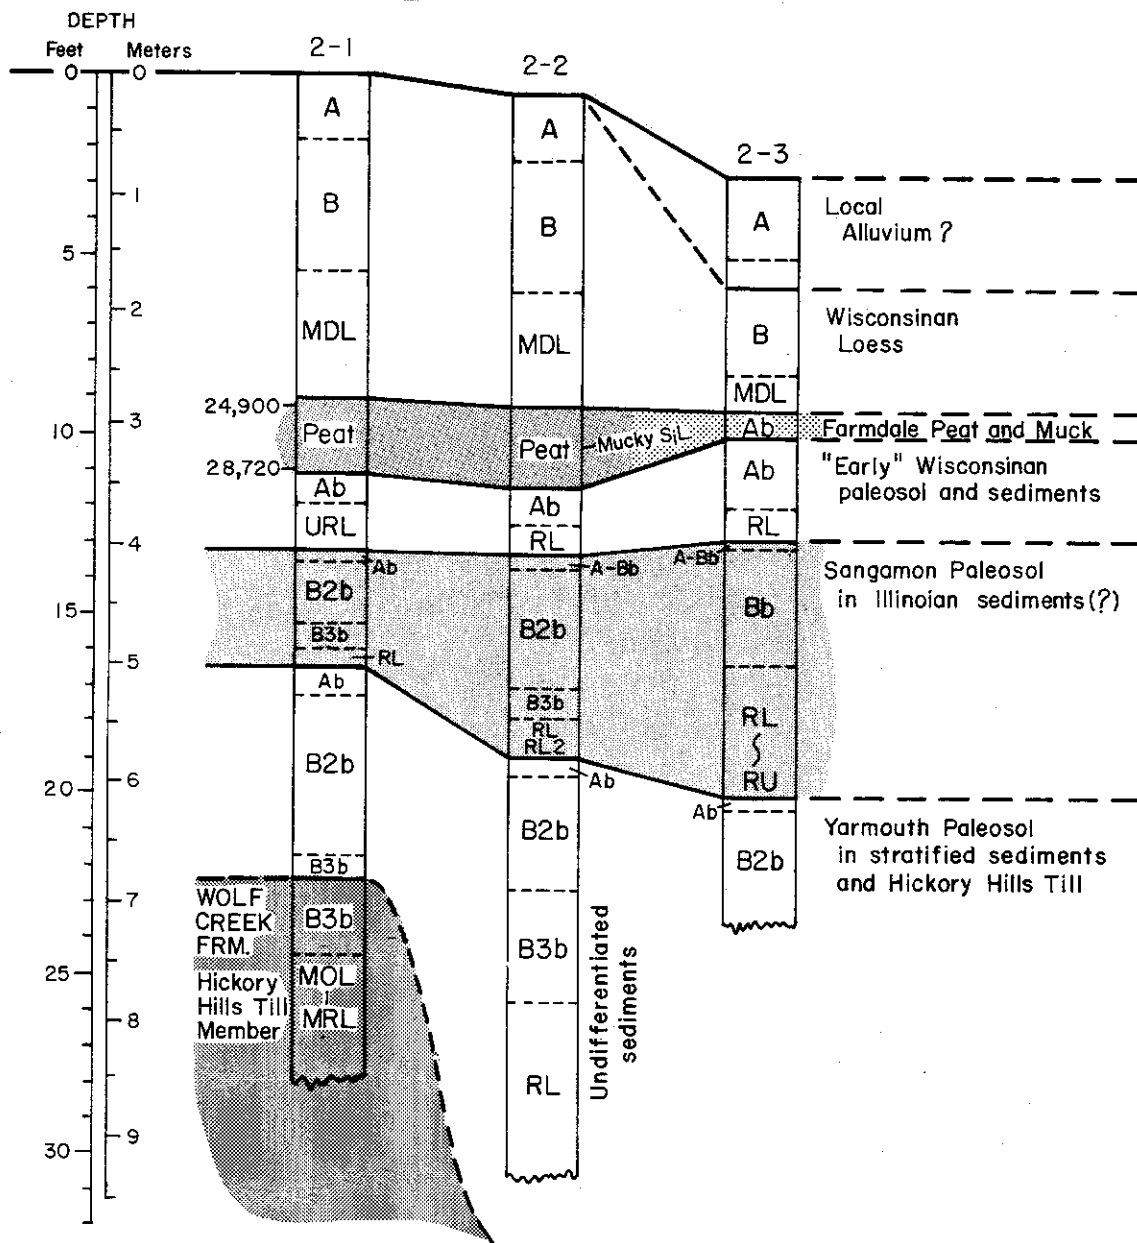 DEPTH
Feet
Meters
2-1
2-2
2-3
0
0
5
10
15
20
25
30
1
2
3
4
5
6
7
8
9
24,900
28,720
A
B
MDL
Peat
Ab
URL
Ab
B2b
B3b
RL
Ab
B2b
B3b
B3b
MOL
MRL
WOLF
CREEK
FRM.
Hickory
Hills Till
Member
A
B
MDL
Peat
Mucky SiL
Ab
RL
A-Bb
B2b
B3b
RL
RL2
Ab
B2b
B3b
RL
Undifferentiated
sediments
A
B
MDL
Ab
Ab
RL
A-Bb
Bb
RL
RU
Ab
B2b
Local
Alluvium ?
Wisconsinan
Loess
Farmdale Peat and Muck
"Early" Wisconsinan
paleosol and sediments
Sangamon Paleosol
in Illinoian sediments(?)
Yarmouth Paleosol
in stratified sediments
and Hickory Hills Till